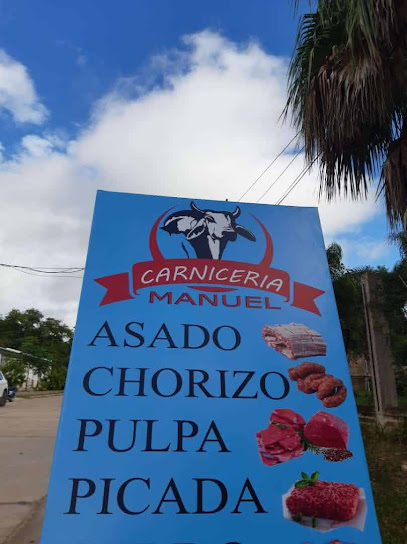 CARNICERIA
MANUEL
ASADO
CHORIZO
PULPA
PICADA